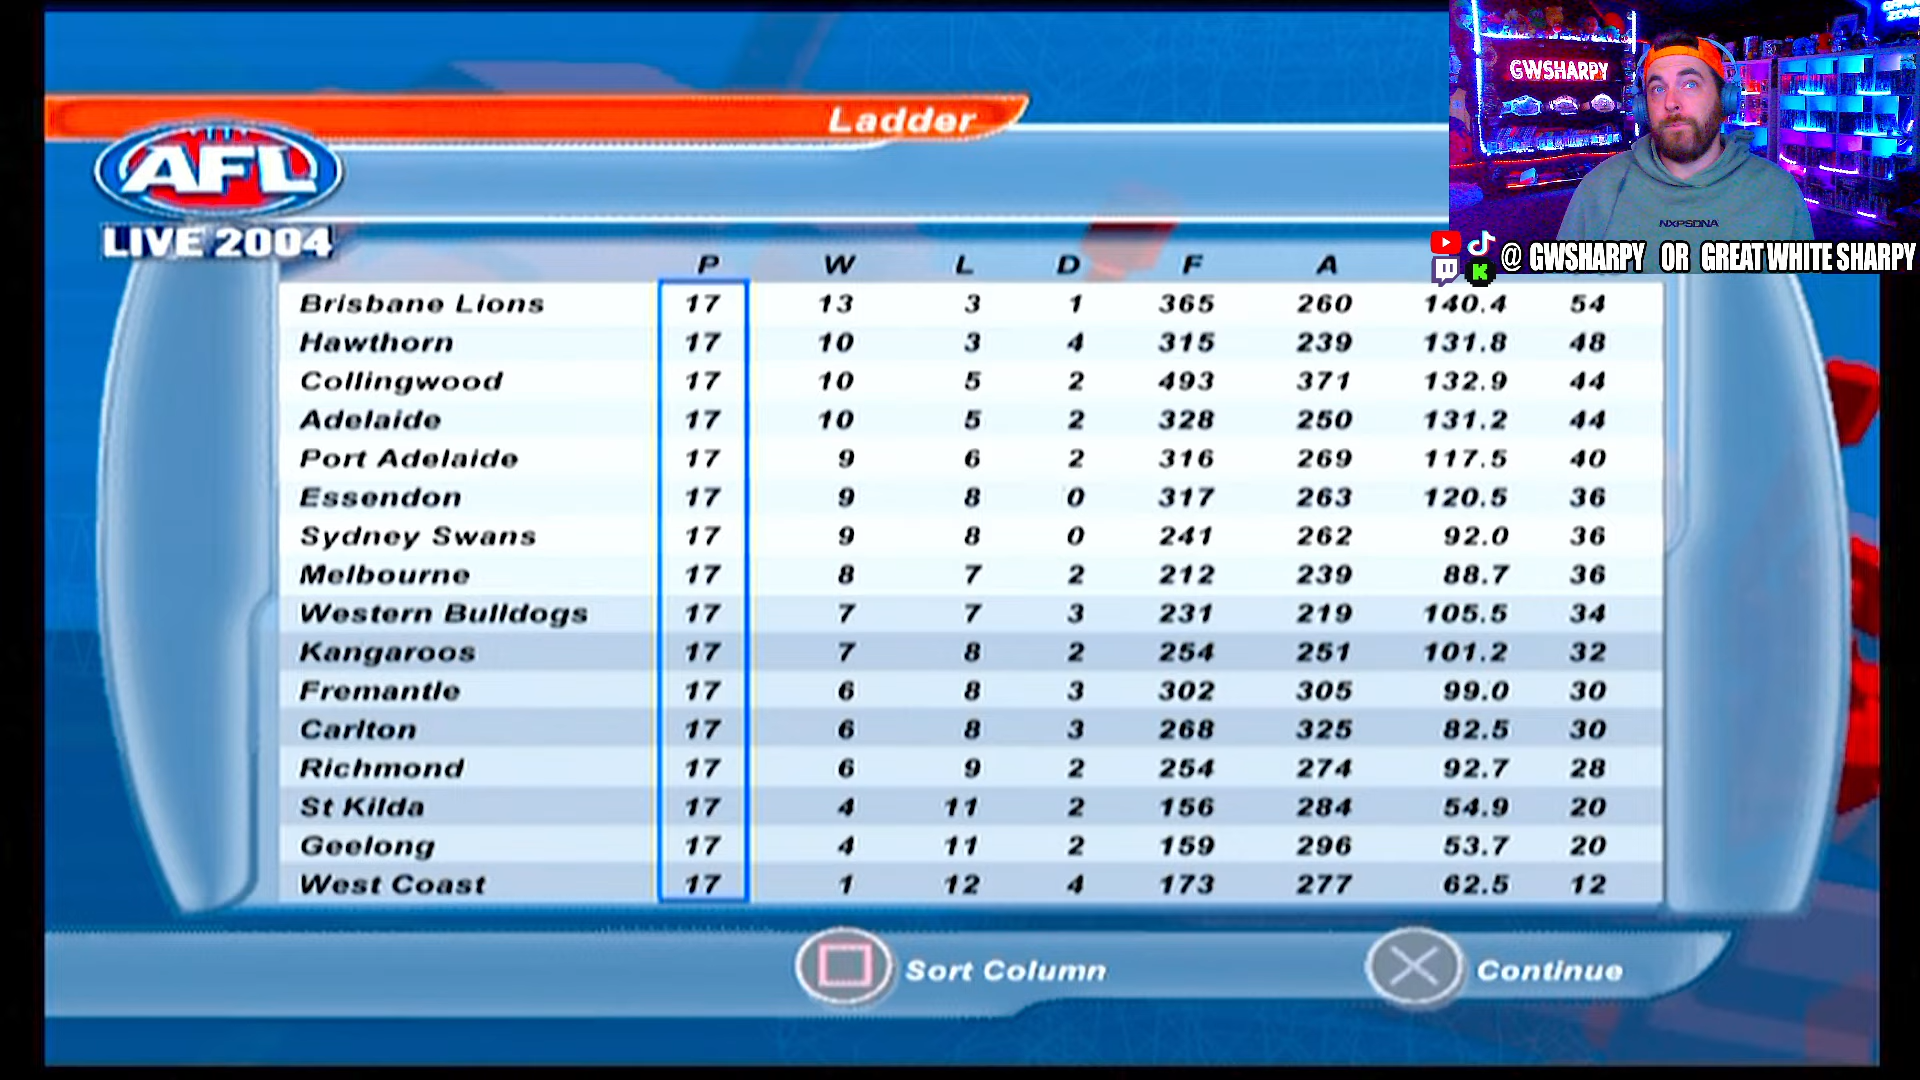 GWSHARPY
Ladder
AFL
LIVE 2004
NXPSDNA
@ GWSHARPY OR GREAT WHITE SHARPY
P W L D F A
Brisbane Lions 17 13 3 1 365 260 140.4 54
Hawthorn 17 10 3 4 315 239 131.8 48
Collingwood 17 10 5 2 493 371 132.9 44
Adelaide 17 10 5 2 328 250 131.2 44
Port Adelaide 17 9 6 2 316 269 117.5 40
Essendon 17 9 8 0 317 263 120.5 36
Sydney Swans 17 9 8 0 241 262 92.0 36
Melbourne 17 8 7 2 212 239 88.7 36
Western Bulldogs 17 7 7 3 231 219 105.5 34
Kangaroos 17 7 8 2 254 251 101.2 32
Fremantle 17 6 8 3 302 305 99.0 30
Carlton 17 6 8 3 268 325 82.5 30
Richmond 17 6 9 2 254 274 92.7 28
St Kilda 17 4 11 2 156 284 54.9 20
Geelong 17 4 11 2 159 296 53.7 20
West Coast 17 1 12 4 173 277 62.5 12
Sort Column
Continue